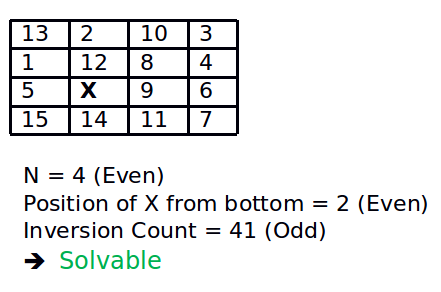 13 2 10 3
1 12 8 4
5 X 9 6
15 14 11 7
N = 4 (Even)
Position of X from bottom = 2 (Even)
Inversion Count = 41 (Odd)
➔ Solvable